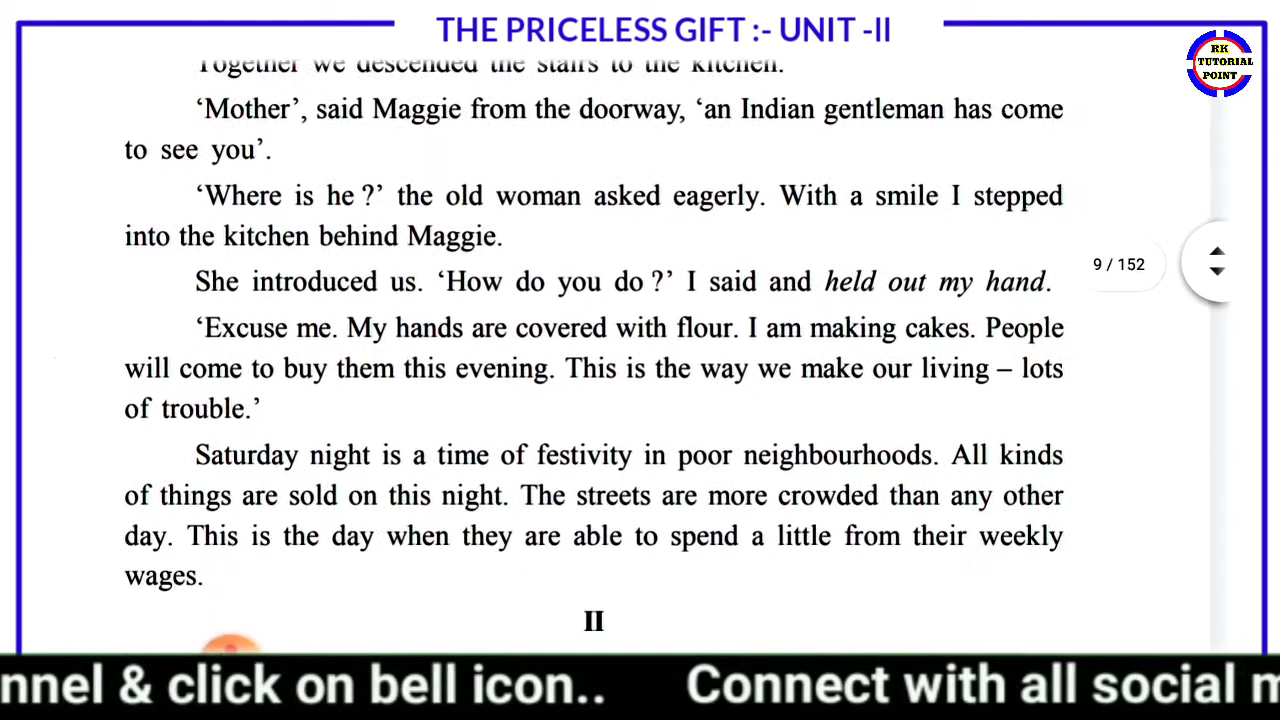 THE PRICELESS GIFT :- UNIT -II
RK
TUTORIAL
POINT
Together we descended the stairs to the kitchen.
‘Mother’, said Maggie from the doorway, ‘an Indian gentleman has come
to see you’.
‘Where is he ?’ the old woman asked eagerly. With a smile I stepped
into the kitchen behind Maggie.
9 / 152
She introduced us. ‘How do you do ?’ I said and held out my hand.
‘Excuse me. My hands are covered with flour. I am making cakes. People
will come to buy them this evening. This is the way we make our living – lots
of trouble.’
Saturday night is a time of festivity in poor neighbourhoods. All kinds
of things are sold on this night. The streets are more crowded than any other
day. This is the day when they are able to spend a little from their weekly
wages.
II
nnel & click on bell icon.. Connect with all social m